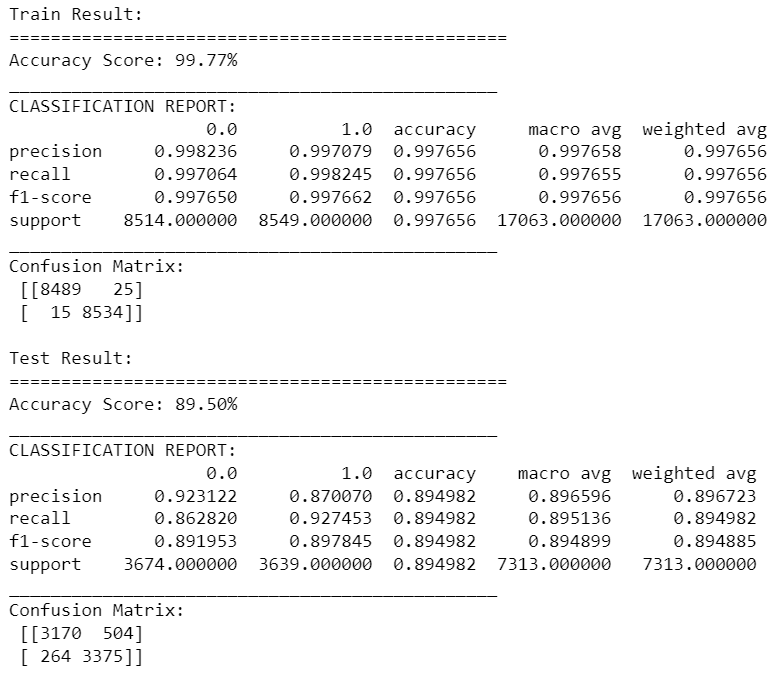 Train Result:
================================================
Accuracy Score: 99.77%
_______________________________________________
CLASSIFICATION REPORT:
                   0.0          1.0  accuracy     macro avg  weighted avg
precision     0.998236     0.997079  0.997656      0.997658      0.997656
recall        0.997064     0.998245  0.997656      0.997655      0.997656
f1-score      0.997650     0.997662  0.997656      0.997656      0.997656
support    8514.000000  8549.000000  0.997656  17063.000000  17063.000000
_______________________________________________
Confusion Matrix:
 [[8489   25]
 [  15 8534]]

Test Result:
================================================
Accuracy Score: 89.50%
_______________________________________________
CLASSIFICATION REPORT:
                   0.0          1.0  accuracy    macro avg  weighted avg
precision     0.923122     0.870070  0.894982     0.896596      0.896723
recall        0.862820     0.927453  0.894982     0.895136      0.894982
f1-score      0.891953     0.897845  0.894982     0.894899      0.894885
support    3674.000000  3639.000000  0.894982  7313.000000   7313.000000
_______________________________________________
Confusion Matrix:
 [[3170  504]
 [ 264 3375]]